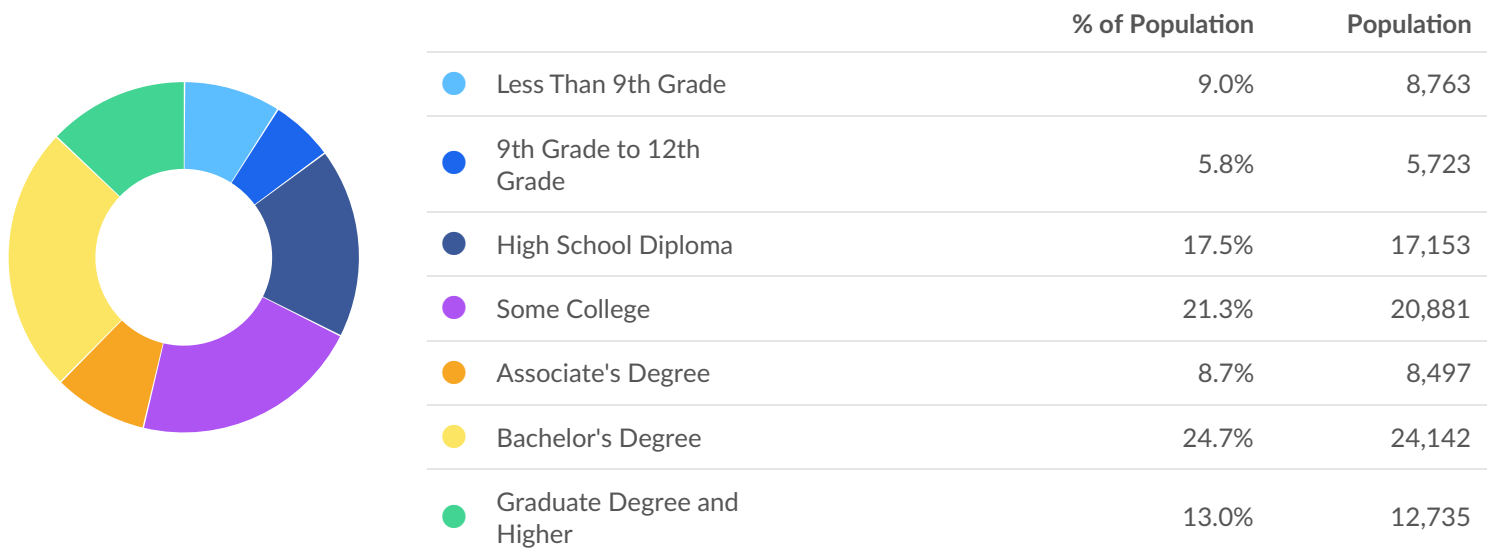 % of Population Population
Less Than 9th Grade 9.0% 8,763
9th Grade to 12th
Grade 5.8% 5,723
High School Diploma 17.5% 17,153
Some College 21.3% 20,881
Associate's Degree 8.7% 8,497
Bachelor's Degree 24.7% 24,142
Graduate Degree and
Higher 13.0% 12,735